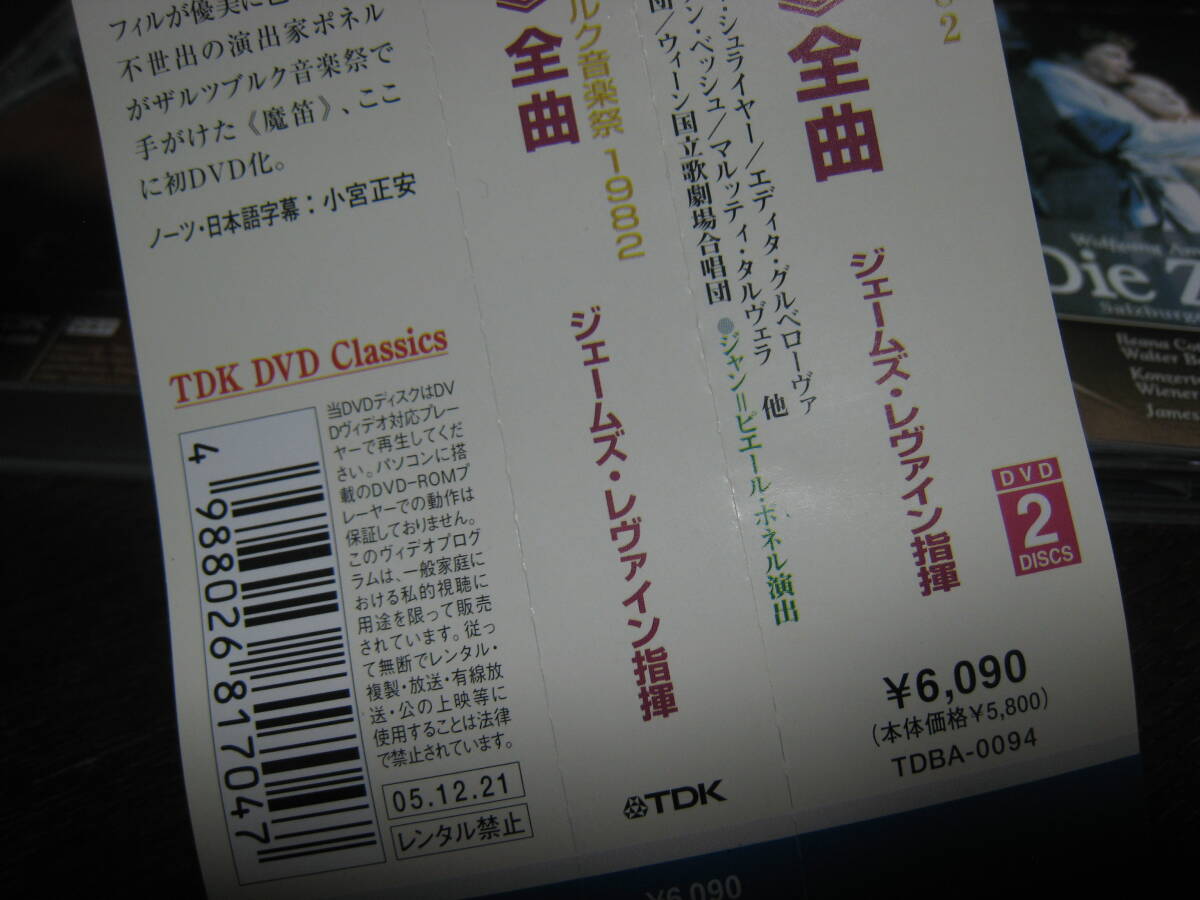 フィルが優美に
不世出の演出家ポネル
がザルツブルク音楽祭で
手がけた《魔笛》、ここ
に初DVD化。
ノーツ・日本語字幕：小宮正安
TDK DVD Classics
当DVDディスクはDV
Dヴィデオ対応プレー
ヤーで再生してくだ
さい。パソコンに搭
載のDVD-ROMプ
レーヤーでの動作は
保証しておりません。
このヴィデオプログ
ラムは、一般家庭に
おける私的視聴に
用途を限って販売
されています。従っ
て無断でレンタル・
複製・放送・有線放
送・公の上映等に
使用することは法律
で禁止されています。
4 988026 817047
05.12.21
レンタル禁止
》全曲
ルク音楽祭 1982
ジェームズ・レヴァイン指揮
TDK
》全曲
・シュライヤー／エディタ・グルベローヴァ
ン・ベッシュ／マルッティ・タルヴェラ 他
団／ウィーン国立歌劇場合唱団
●ジャン＝ピエール・ポネル演出
ジェームズ・レヴァイン指揮
DVD
2
DISCS
¥6,090
(本体価格¥5,800)
TDBA-0094
¥6,090
2
Wolfgang
Die Z
Salzburg
Ileana Co
Walter B
Konzer
Wiener
James